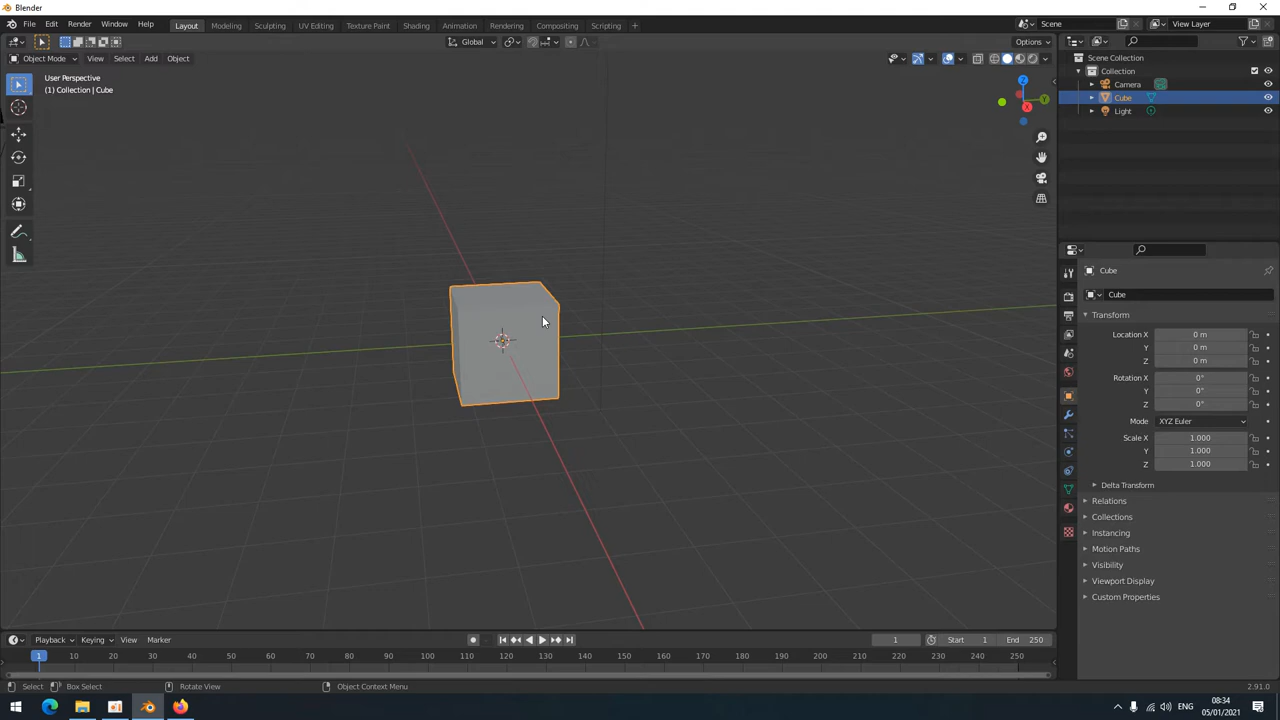 Blender
File Edit Render Window Help Layout Modeling Sculpting UV Editing Texture Paint Shading Animation Rendering Compositing Scripting + Scene View Layer
Global Options
Object Mode View Select Add Object
User Perspective
(1) Collection | Cube
Z
Y
X
Scene Collection
Collection
Camera
Cube
Light
Cube
Cube
Transform
Location X 0 m
Y 0 m
Z 0 m
Rotation X 0°
Y 0°
Z 0°
Mode XYZ Euler
Scale X 1.000
Y 1.000
Z 1.000
Delta Transform
Relations
Collections
Instancing
Motion Paths
Visibility
Viewport Display
Custom Properties
Playback Keying View Marker 1 Start 1 End 250
1 10 20 30 40 50 60 70 80 90 100 110 120 130 140 150 160 170 180 190 200 210 220 230 240 250
Select Box Select Rotate View Object Context Menu 2.91.0
ENG 08:34
05/01/2021